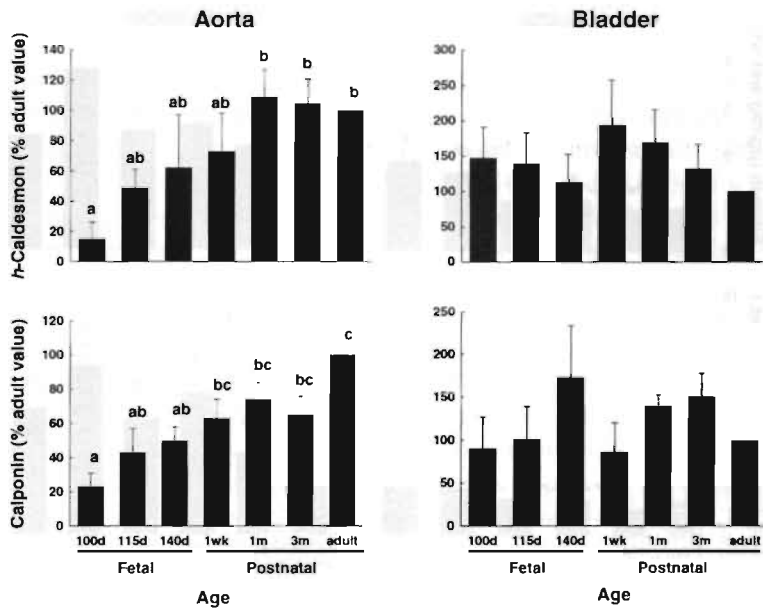 Aorta
Bladder
h-Caldesmon (% adult value)
140
120
100
80
60
40
20
0
a
ab
ab
ab
b
b
b
300
250
200
150
100
50
0
Calponin (% adult value)
120
100
80
60
40
20
0
a
ab
ab
bc
bc
bc
c
250
200
150
100
50
0
100d 115d 140d 1wk 1m 3m adult
Fetal Postnatal
Age
100d 115d 140d 1wk 1m 3m adult
Fetal Postnatal
Age